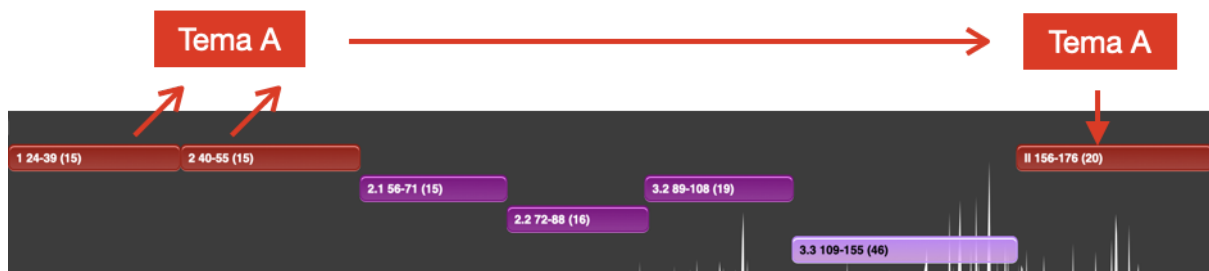 Tema A
Tema A
1 24-39 (15)
2 40-55 (15)
II 156-176 (20)
2.1 56-71 (15)
3.2 89-108 (19)
2.2 72-88 (16)
3.3 109-155 (46)